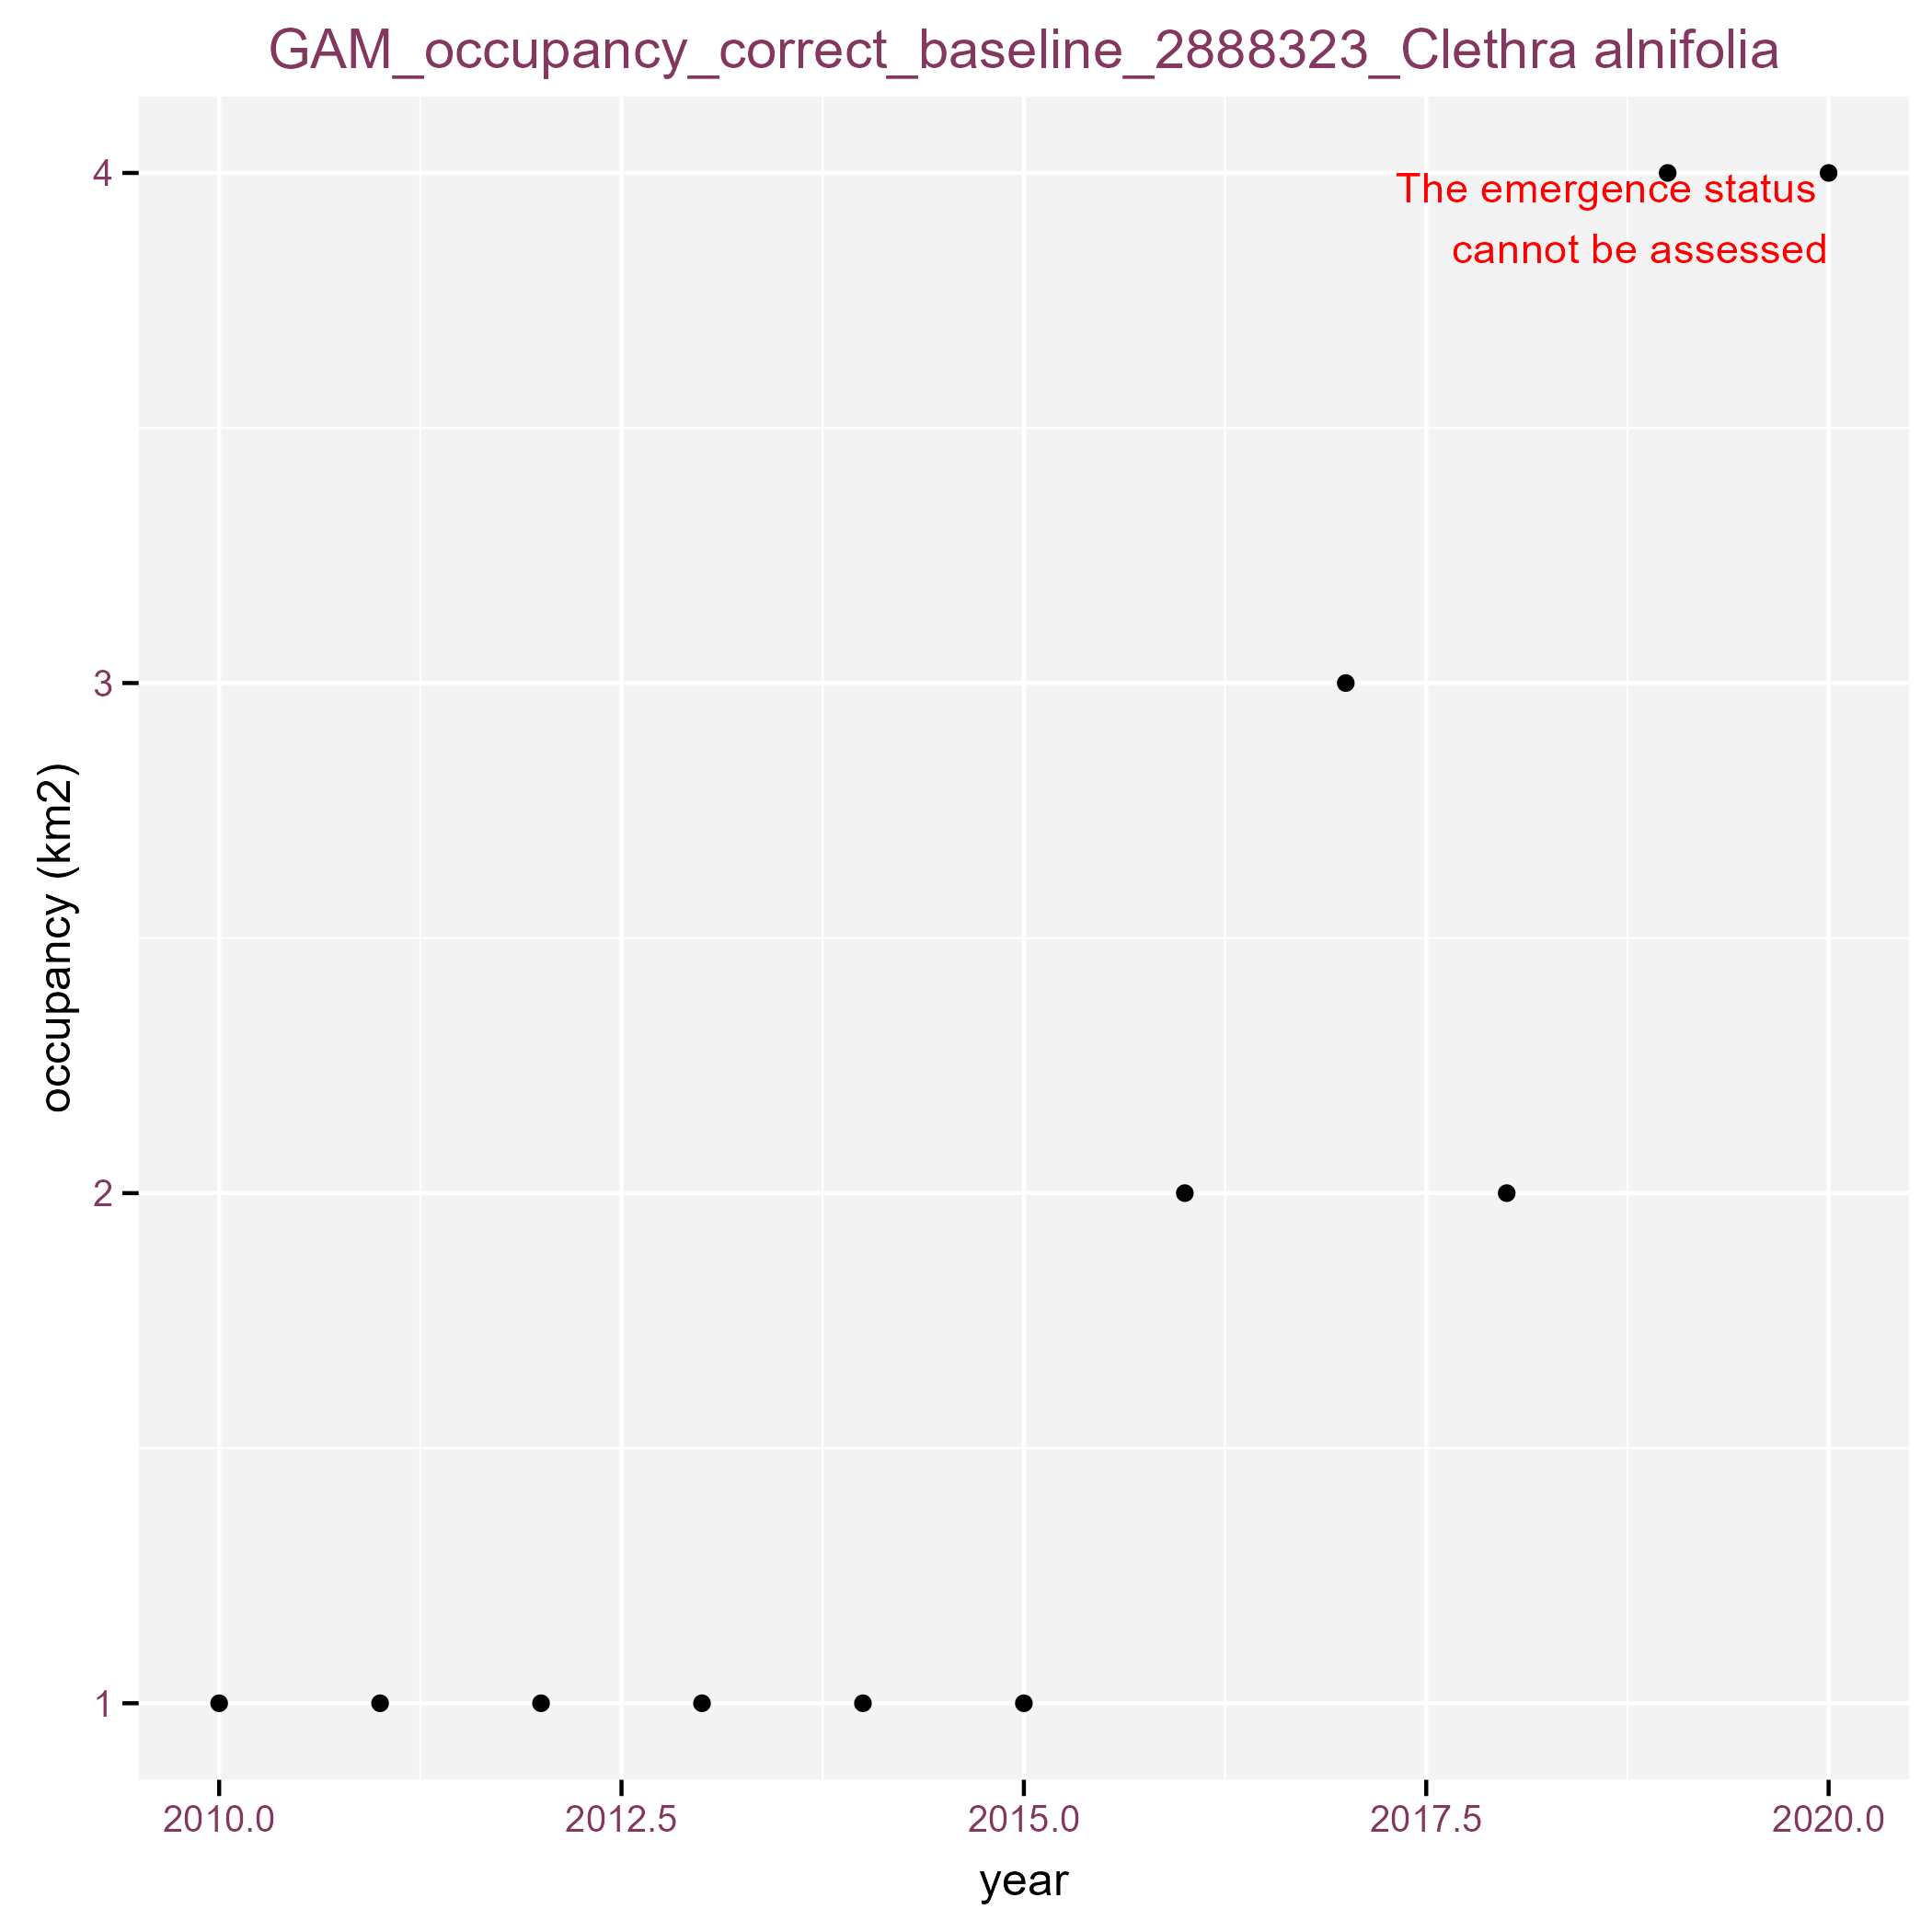 GAM_occupancy_correct_baseline_2888323_Clethra alnifolia
4
The emergence status
cannot be assessed
3
occupancy (km2)
2
1
2010.0 2012.5 2015.0 2017.5 2020.0
year